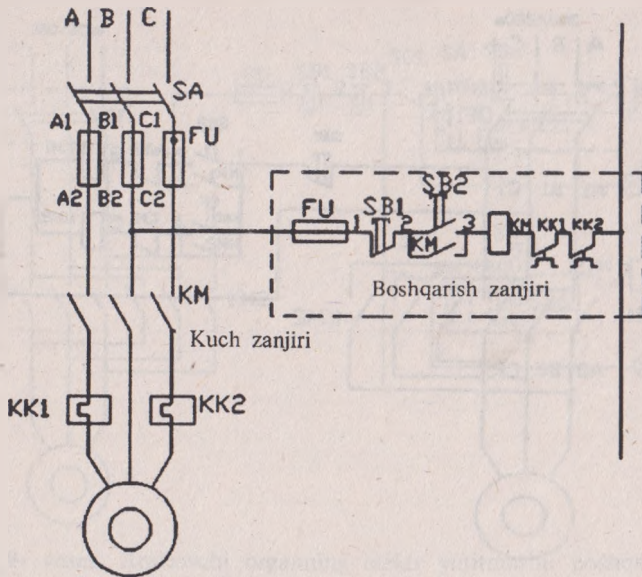 A B C
SA
A1 B1 C1 FU
A2 B2 C2
SB2
FU 1 SB1 2 3 KM KK1 KK2
KM
Boshqarish zanjiri
KM
Kuch zanjiri
KK1 KK2